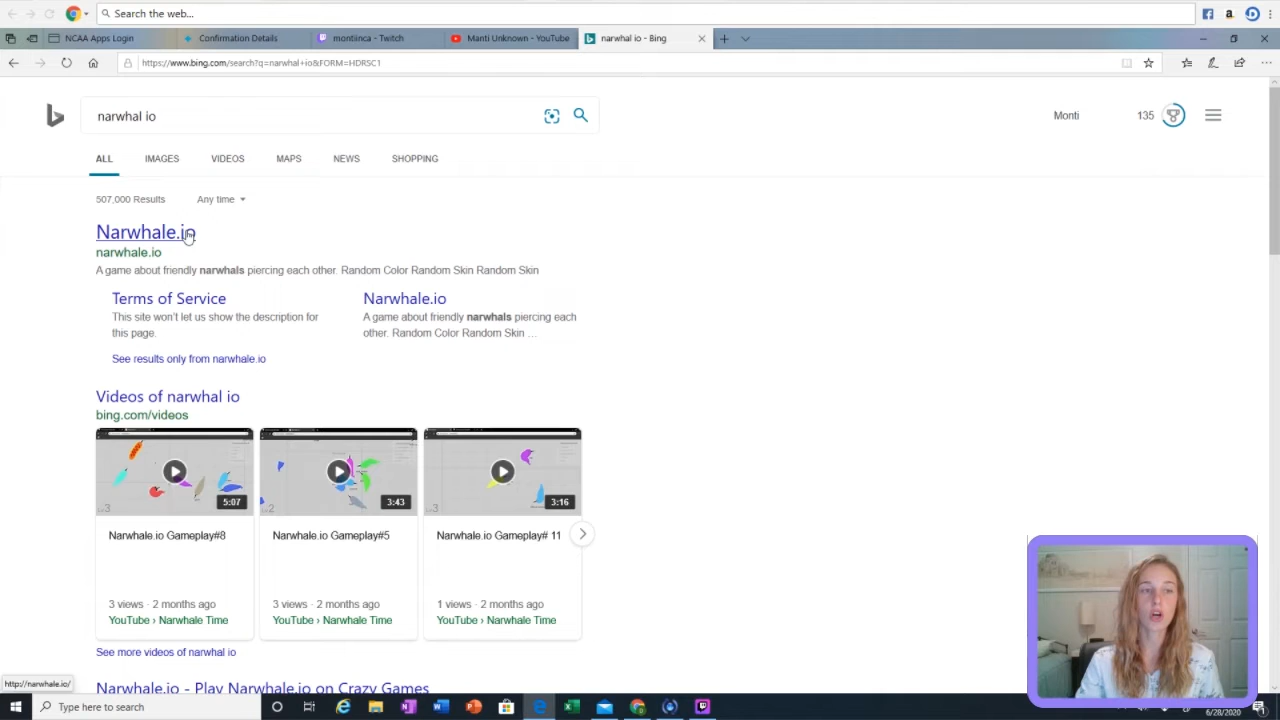 Search the web...
NCAA Apps Login
Confirmation Details
montiinca - Twitch
Manti Unknown - YouTube
narwhal io - Bing
https://www.bing.com/search?q=narwhal+io&FORM=HDRSC1
narwhal io
Monti
135
ALL
IMAGES
VIDEOS
MAPS
NEWS
SHOPPING
507,000 Results
Any time
Narwhale.io
narwhale.io
A game about friendly narwhals piercing each other. Random Color Random Skin Random Skin
Terms of Service
This site won't let us show the description for
this page.
Narwhale.io
A game about friendly narwhals piercing each
other. Random Color Random Skin ...
See results only from narwhale.io
Videos of narwhal io
bing.com/videos
5:07
3:43
3:16
Narwhale.io Gameplay#8
Narwhale.io Gameplay#5
Narwhale.io Gameplay# 11
3 views · 2 months ago
YouTube › Narwhale Time
3 views · 2 months ago
YouTube › Narwhale Time
1 views · 2 months ago
YouTube › Narwhale Time
See more videos of narwhal io
http://narwhale.io/
Narwhale.io - Play Narwhale.io on Crazy Games
Type here to search
6/28/2020